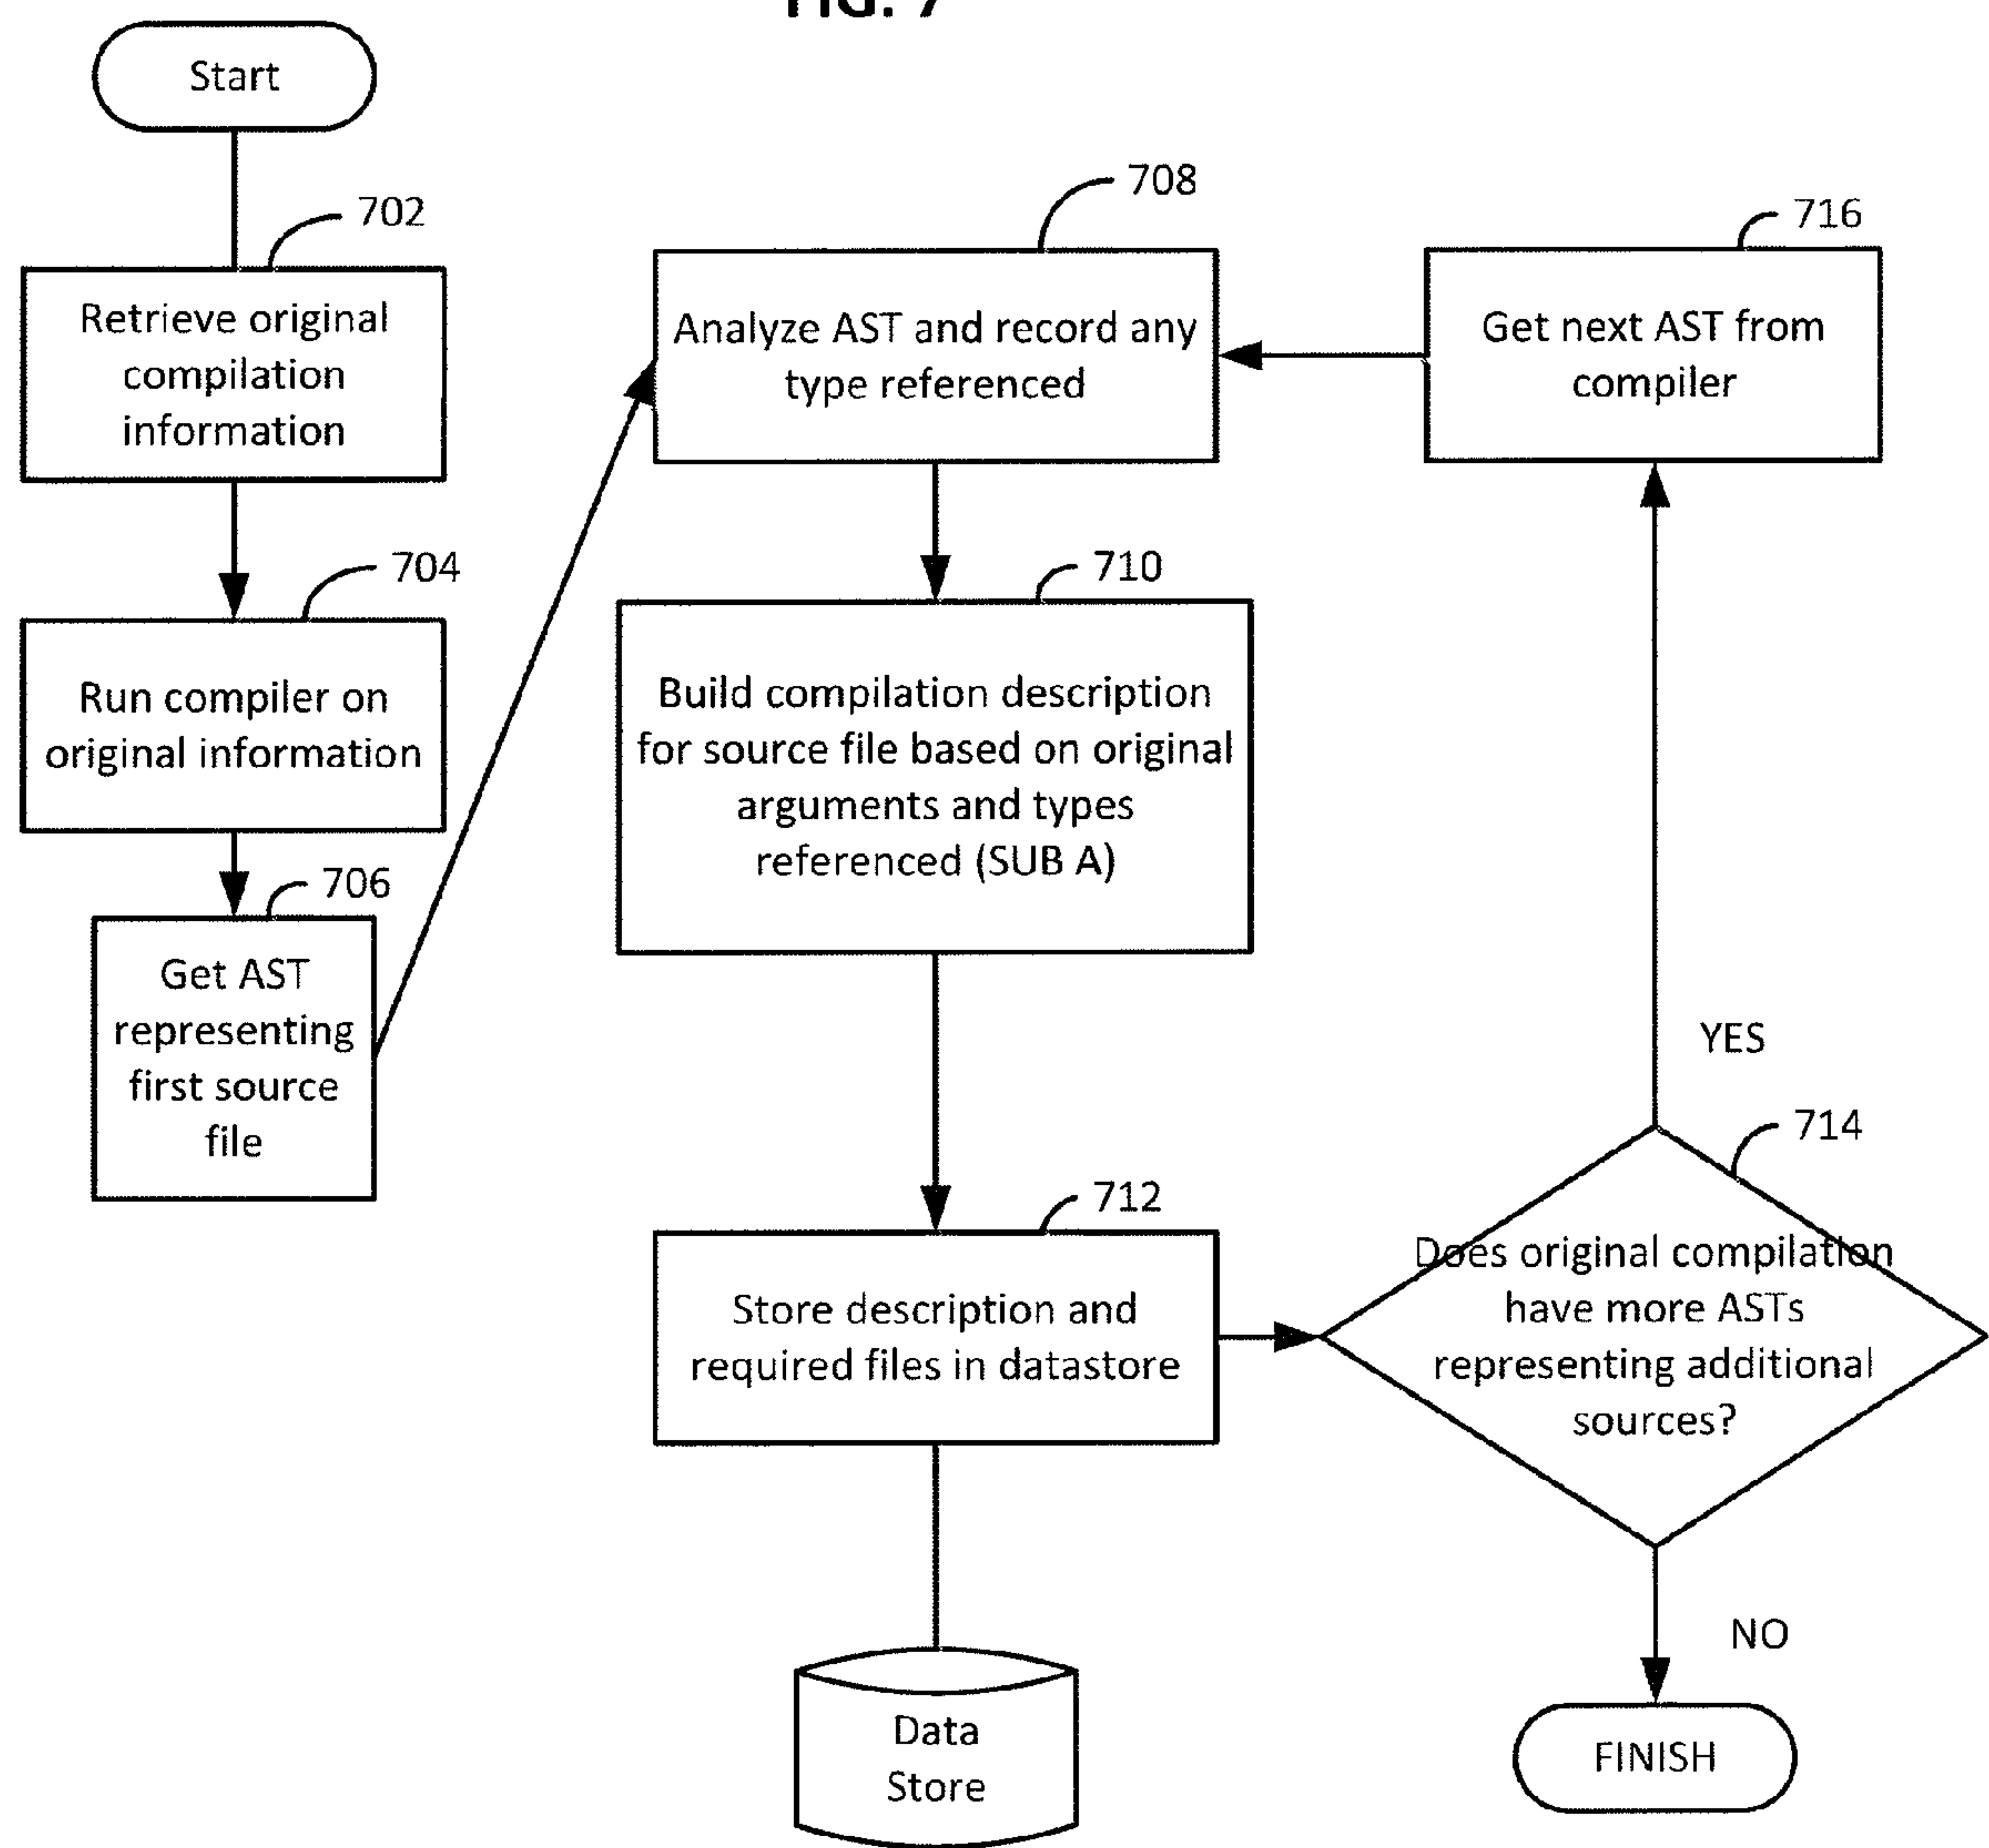 FIG. 7
Start
702
Retrieve original
compilation
information
704
Run compiler on
original information
706
Get AST
representing
first source
file
708
Analyze AST and record any
type referenced
710
Build compilation description
for source file based on original
arguments and types
referenced (SUB A)
712
Store description and
required files in datastore
Data
Store
714
Does original compilation
have more ASTs
representing additional
sources?
YES
716
Get next AST from
compiler
NO
FINISH